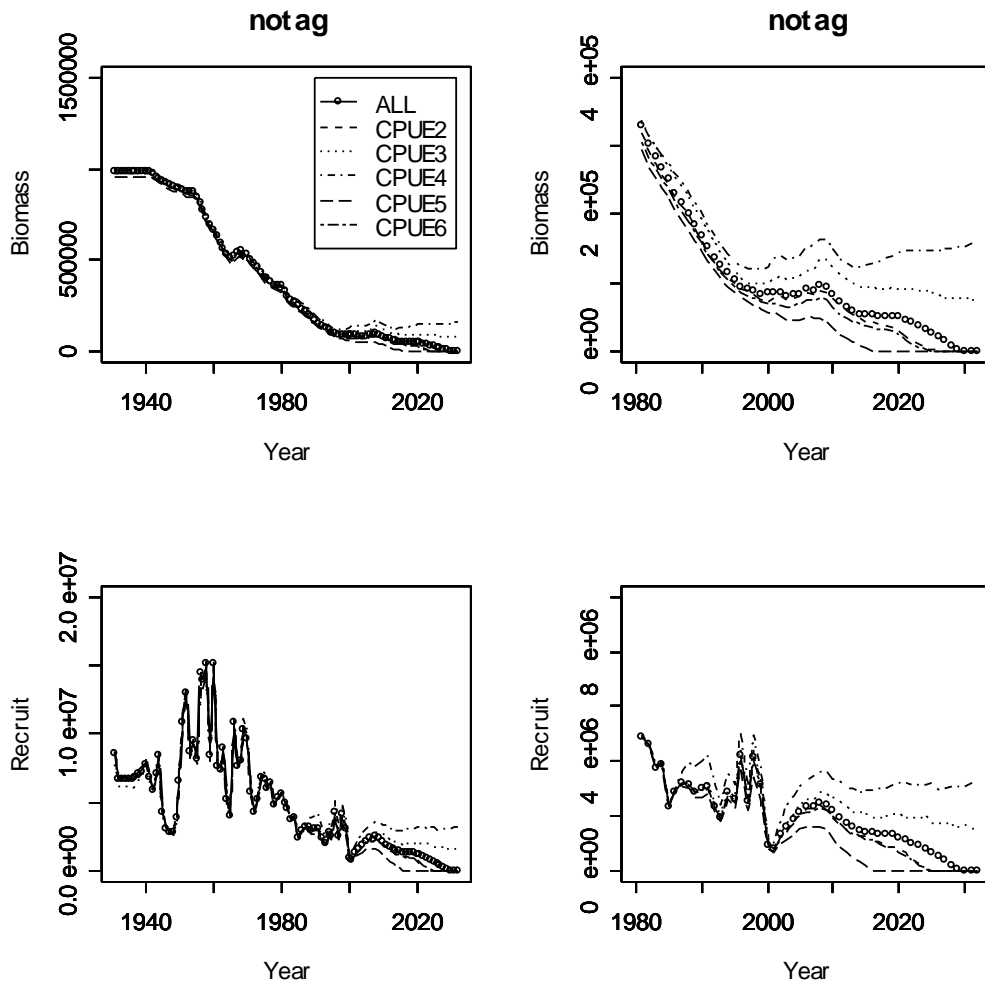 notag
notag
1500000
500000
0
Biomass
ALL
CPUE2
CPUE3
CPUE4
CPUE5
CPUE6
1940
1980
2020
Year
4 e+05
2 e+05
0 e+00
Biomass
1980
2000
2020
Year
2.0 e+07
1.0 e+07
0.0 e+00
Recruit
1940
1980
2020
Year
8 e+06
4 e+06
0 e+00
Recruit
1980
2000
2020
Year